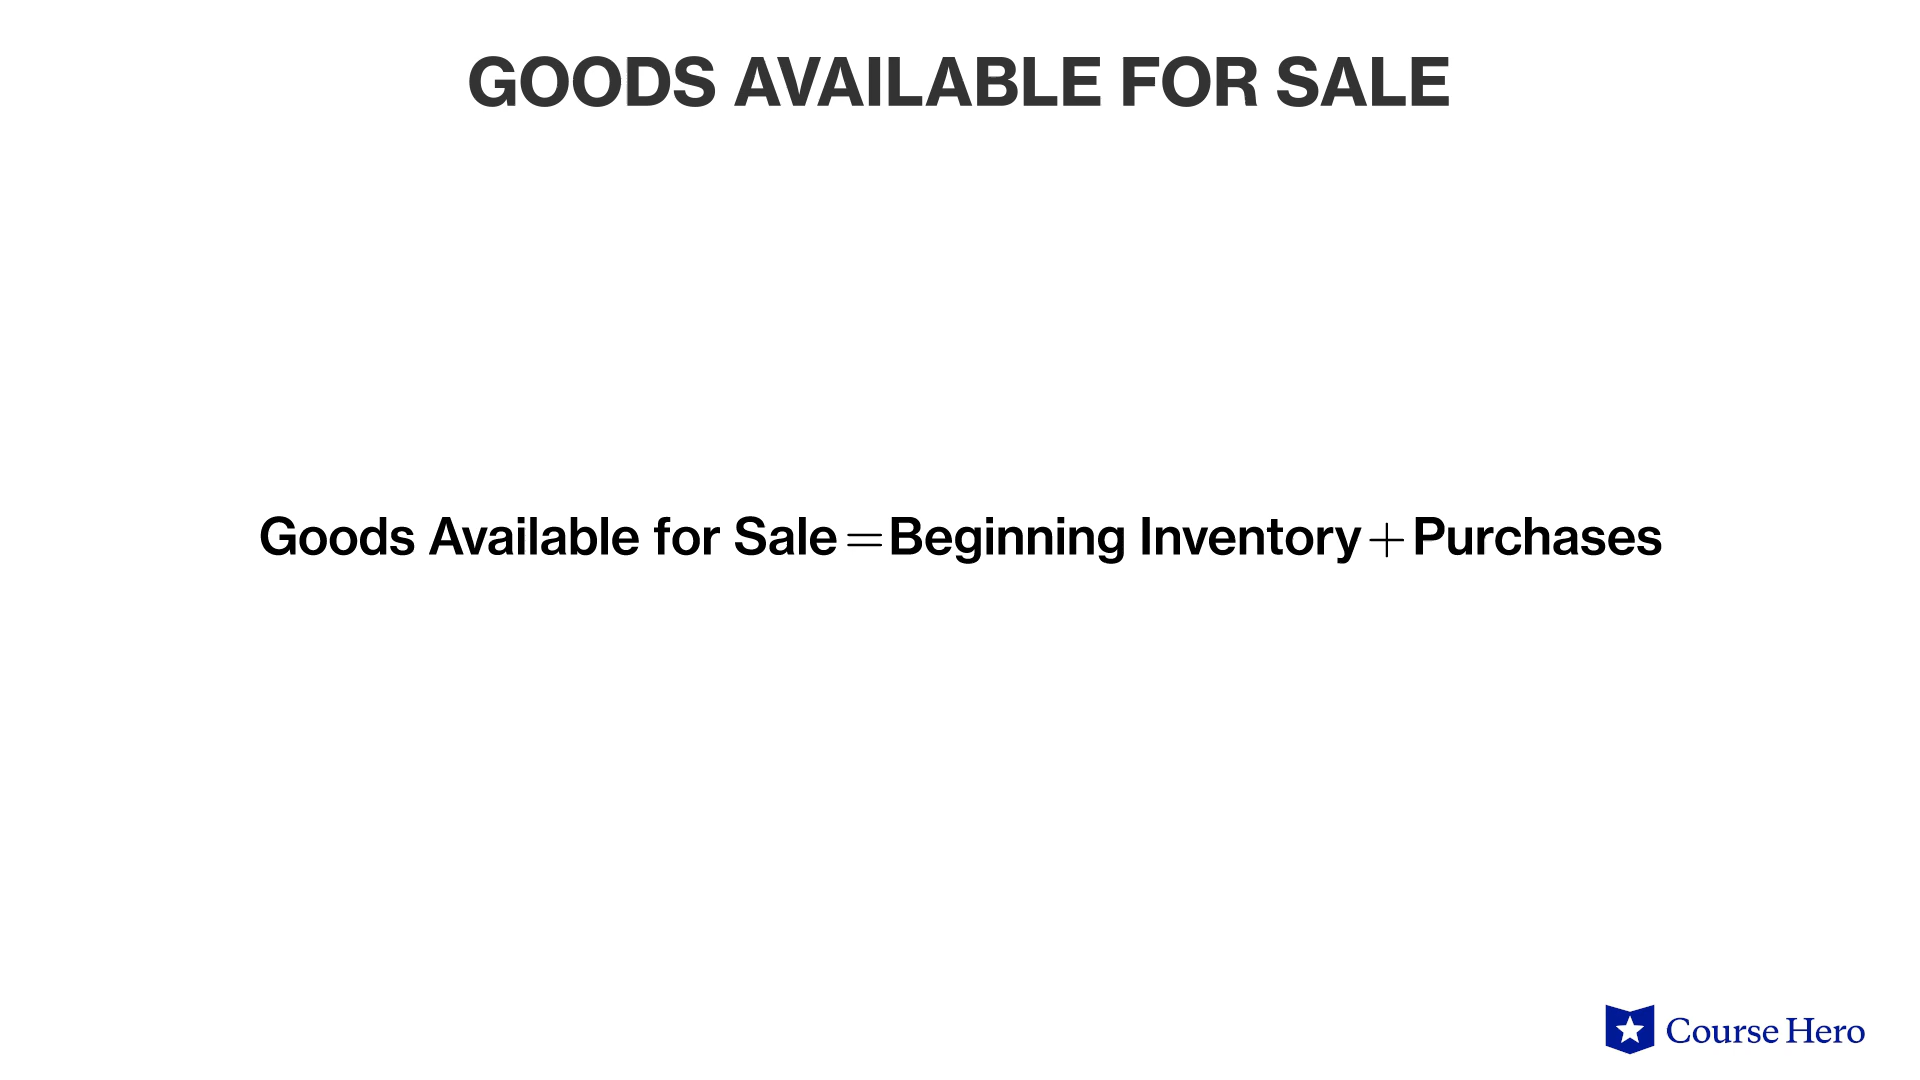 GOODS AVAILABLE FOR SALE
Goods Available for Sale = Beginning Inventory + Purchases
Course Hero